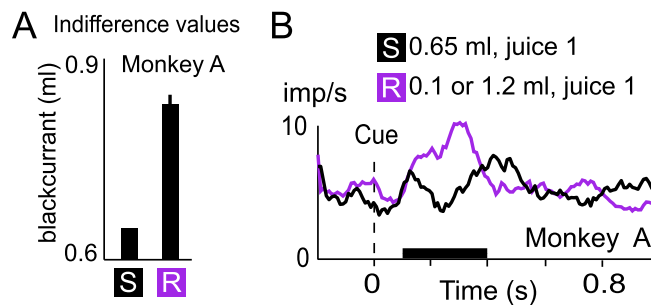 A
Indifference values
Monkey A
blackcurrant (ml)
0.9
0.6
S
R
B
S 0.65 ml, juice 1
R 0.1 or 1.2 ml, juice 1
imp/s
10
Cue
0
Monkey A
0
0.8
Time (s)